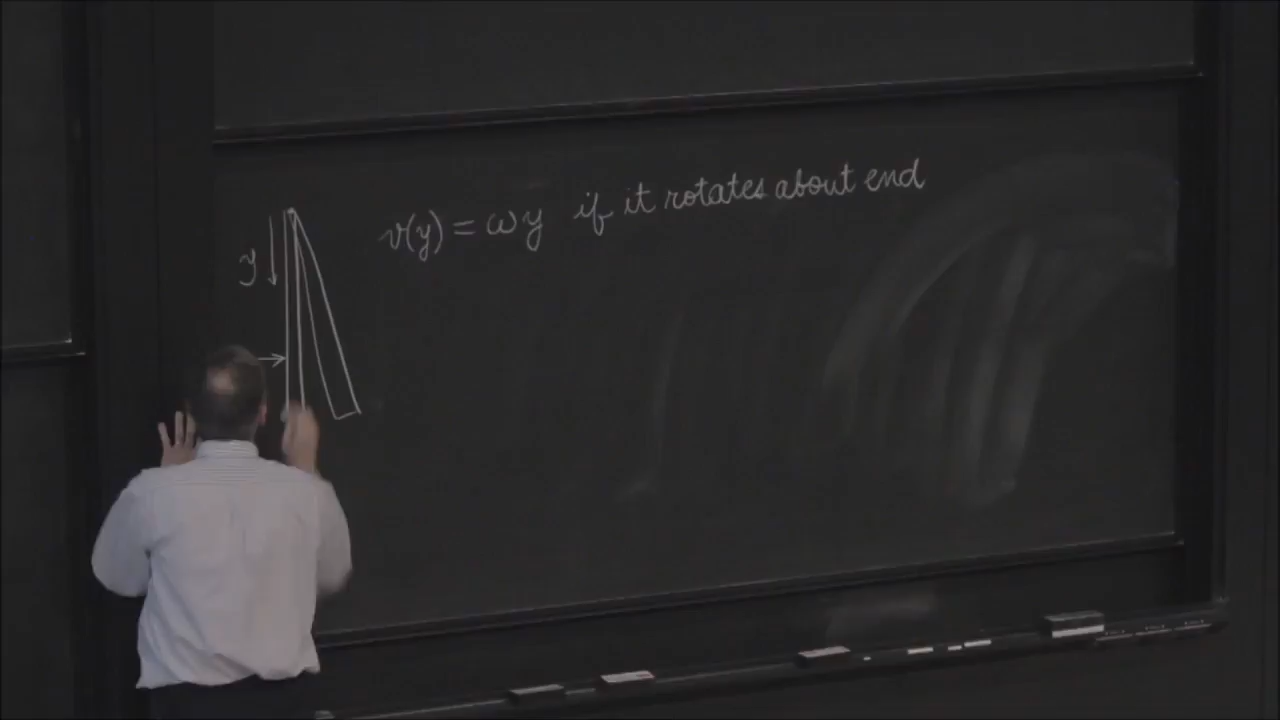 v(y) = ωy if it rotates about end
y